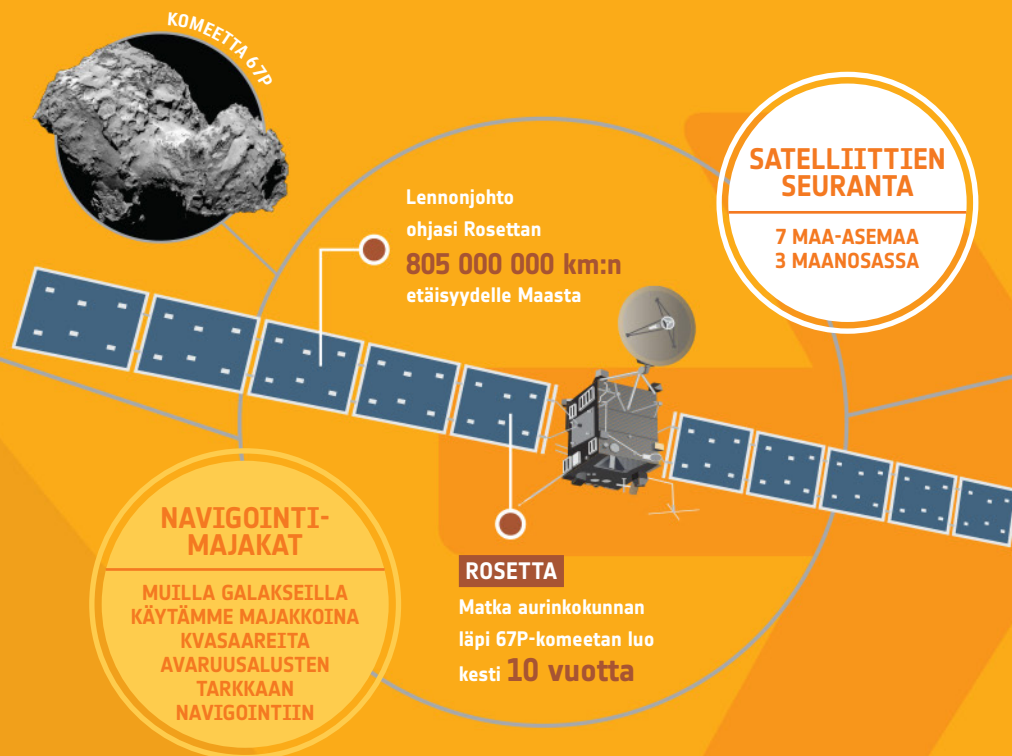 KOMEETTA 67P
Lennonjohto
ohjasi Rosettan
805 000 000 km:n
etäisyydelle Maasta
SATELLIITTIEN
SEURANTA
7 MAA-ASEMAA
3 MAANOSASSA
NAVIGOINTI-
MAJAKAT
MUILLA GALAKSEILLA
KÄYTÄMME MAJAKKOINA
KVASAAREITA
AVARUUSALUSTEN
TARKKAAN
NAVIGOINTIIN
ROSETTA
Matka aurinkokunnan
läpi 67P-komeetan luo
kesti 10 vuotta